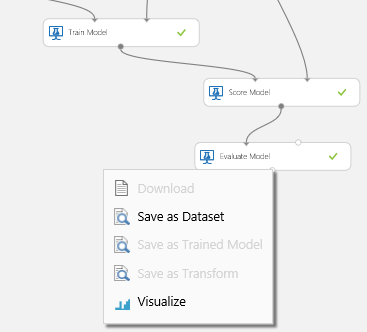 Train Model
Score Model
Evaluate Model
Download
Save as Dataset
Save as Trained Model
Save as Transform
Visualize